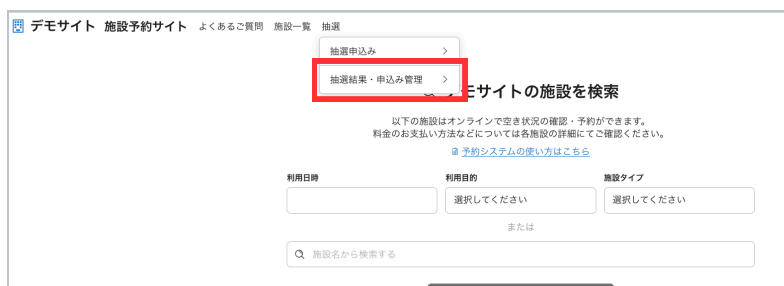 デモサイト 施設予約サイト よくあるご質問 施設一覧 抽選
抽選申込み
抽選結果・申込み管理
デモサイトの施設を検索
以下の施設はオンラインで空き状況の確認・予約ができます。
料金のお支払い方法などについては各施設の詳細にてご確認ください。
予約システムの使い方はこちら
利用日時 利用目的 施設タイプ
選択してください 選択してください
または
施設名から検索する